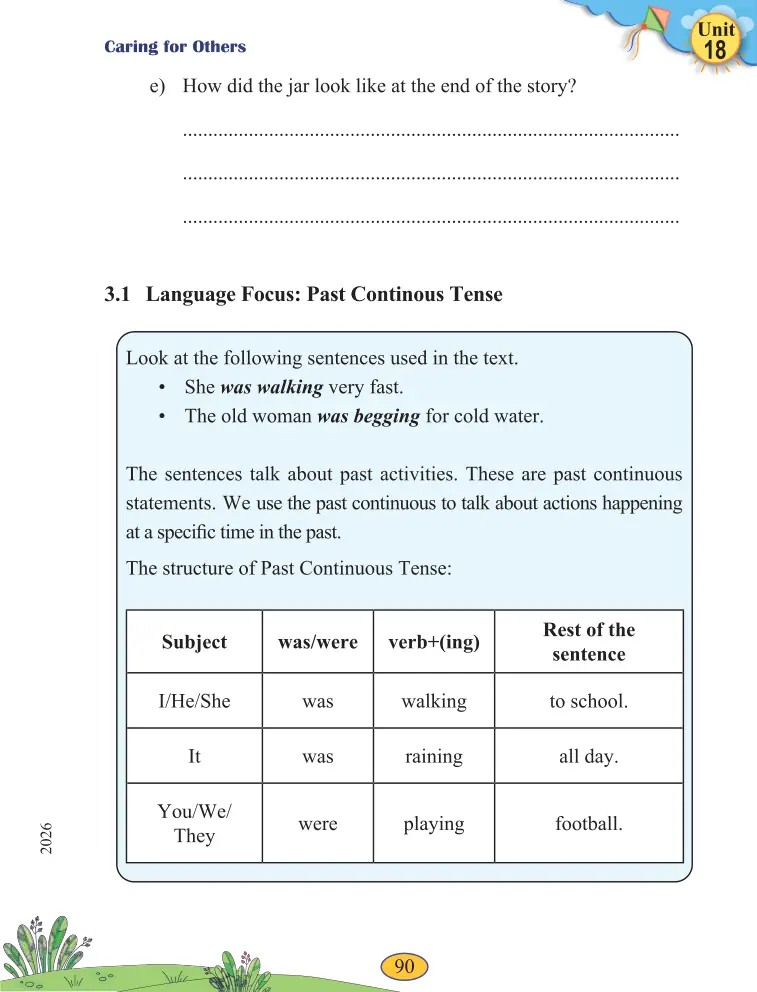 Caring for Others
Unit
18
e) How did the jar look like at the end of the story?
.................................................................................................
.................................................................................................
.................................................................................................
3.1 Language Focus: Past Continous Tense
Look at the following sentences used in the text.
• She was walking very fast.
• The old woman was begging for cold water.
The sentences talk about past activities. These are past continuous
statements. We use the past continuous to talk about actions happening
at a specific time in the past.
The structure of Past Continuous Tense:
Subject was/were verb+(ing) Rest of the
sentence
I/He/She was walking to school.
It was raining all day.
You/We/
They were playing football.
2026
90